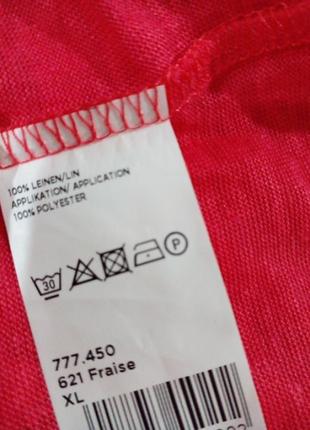 100% LEINEN/LIN
APPLIKATION/ APPLICATION
100% POLYESTER
30 P
777.450
621 Fraise
XL